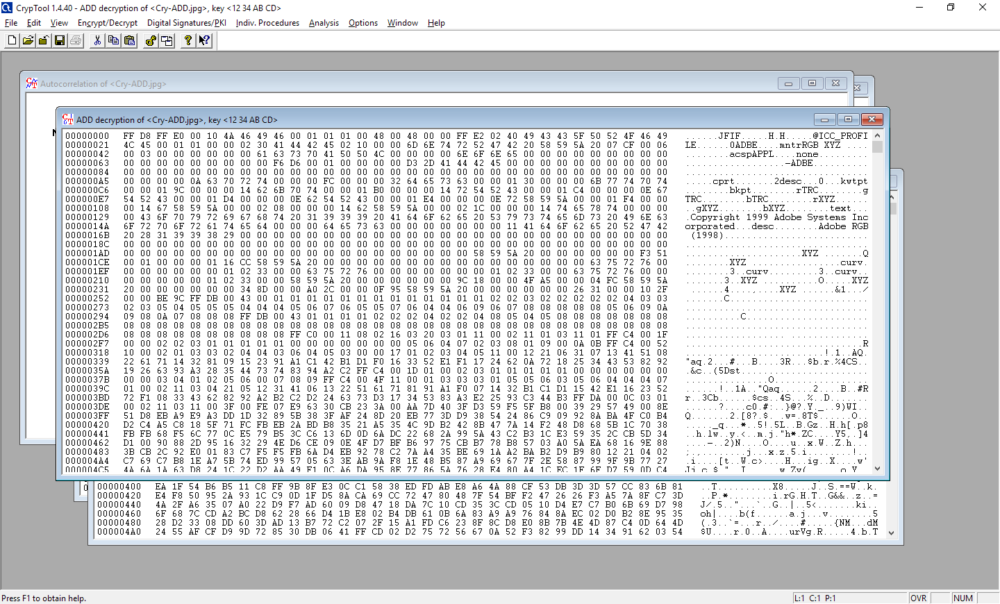 CrypTool 1.4.40 - ADD decryption of <Cry-ADD.jpg>, key <12 34 AB CD>
File Edit View Encrypt/Decrypt Digital Signatures/PKI Indiv. Procedures Analysis Options Window Help
Autocorrelation of <Cry-ADD.jpg>
ADD decryption of <Cry-ADD.jpg>, key <12 34 AB CD>
00000000 FF D8 FF E0 00 10 4A 46 49 46 00 01 01 01 00 48 00 48 00 00 FF E2 02 40 49 43 43 5F 50 52 4F 46 49 ......JFIF.....H.H.....@ICC_PROFI
00000021 4C 45 00 01 01 00 00 02 30 41 44 42 45 02 10 00 00 6D 6E 74 72 52 47 42 20 58 59 5A 20 07 CF 00 06 LE......0ADBE....mntrRGB XYZ ....
00000042 00 03 00 00 00 00 00 00 61 63 73 70 41 50 50 4C 00 00 00 00 6E 6F 6E 65 00 00 00 00 00 00 00 00 00 ........acspAPPL....none.........
00000063 00 00 00 00 00 00 00 00 00 F6 D6 00 01 00 00 00 00 D3 2D 41 44 42 45 00 00 00 00 00 00 00 00 00 00 ..................-ADBE..........
00000084 00 00 00 00 00 00 00 00 00 00 00 00 00 00 00 00 00 00 00 00 00 00 00 00 00 00 00 00 00 00 00 00 00 .................................
000000A5 00 00 00 00 0A 63 70 72 74 00 00 00 FC 00 00 00 32 64 65 73 63 00 00 01 30 00 00 00 6B 77 74 70 74 .....cprt.......2desc...0...kwtpt
000000C6 00 00 01 9C 00 00 00 14 62 6B 70 74 00 00 01 B0 00 00 00 14 72 54 52 43 00 00 01 C4 00 00 00 0E 67 ........bkpt........rTRC........g
000000E7 54 52 43 00 00 01 D4 00 00 00 0E 62 54 52 43 00 00 01 E4 00 00 00 0E 72 58 59 5A 00 00 01 F4 00 00 TRC........bTRC........rXYZ......
00000108 00 14 67 58 59 5A 00 00 02 08 00 00 00 14 62 58 59 5A 00 00 02 1C 00 00 00 14 74 65 78 74 00 00 00 ..gXYZ........bXYZ........text...
00000129 00 43 6F 70 79 72 69 67 68 74 20 31 39 39 39 20 41 64 6F 62 65 20 53 79 73 74 65 6D 73 20 49 6E 63 .Copyright 1999 Adobe Systems Inc
0000014A 6F 72 70 6F 72 61 74 65 64 00 00 00 64 65 73 63 00 00 00 00 00 00 00 11 41 64 6F 62 65 20 52 47 42 orporated...desc........Adobe RGB
0000016B 20 28 31 39 39 38 29 00 00 00 00 00 00 00 00 00 00 00 00 00 00 00 00 00 00 00 00 00 00 00 00 00 00 (1998)..........................
0000018C 00 00 00 00 00 00 00 00 00 00 00 00 00 00 00 00 00 00 00 00 00 00 00 00 00 00 00 00 00 00 00 00 00 .................................
000001AD 00 00 00 00 00 00 00 00 00 00 00 00 00 00 00 00 00 00 00 00 00 58 59 5A 20 00 00 00 00 00 00 F3 51 .....................XYZ .......Q
000001CE 00 01 00 00 00 01 16 CC 58 59 5A 20 00 00 00 00 00 00 00 00 00 00 00 00 00 00 00 00 63 75 72 76 00 ........XYZ ................curv.
000001EF 00 00 00 00 00 00 01 02 33 00 00 63 75 72 76 00 00 00 00 00 00 00 01 02 33 00 00 63 75 72 76 00 00 ........3..curv.........3..curv..
00000210 00 00 00 00 00 01 02 33 00 00 58 59 5A 20 00 00 00 00 00 00 9C 18 00 00 4F A5 00 00 04 FC 58 59 5A .......3..XYZ ..........O.....XYZ
00000231 20 00 00 00 00 00 00 34 8D 00 00 A0 2C 00 00 0F 95 58 59 5A 20 00 00 00 00 00 00 26 31 00 00 10 2F ......4....,....XYZ ......&1.../
00000252 00 00 BE 9C FF DB 00 43 00 01 01 01 01 01 01 01 01 01 01 01 01 01 02 02 03 02 02 02 02 02 04 03 03 .......C.........................
00000273 02 03 05 04 05 05 05 04 04 04 05 06 07 06 05 05 07 06 04 04 06 09 06 07 08 08 08 08 08 05 06 09 0A .................................
00000294 09 08 0A 07 08 08 08 FF DB 00 43 01 01 01 01 02 02 02 04 02 02 04 08 05 04 05 08 08 08 08 08 08 08 ..........C......................
000002B5 08 08 08 08 08 08 08 08 08 08 08 08 08 08 08 08 08 08 08 08 08 08 08 08 08 08 08 08 08 08 08 08 08 .................................
000002D6 08 08 08 08 08 08 08 08 08 08 FF C0 00 11 08 02 16 03 20 03 01 11 00 02 11 01 03 11 01 FF C4 00 1F
000002F7 00 00 02 02 03 01 01 01 01 01 00 00 00 00 00 00 00 05 06 04 07 02 03 08 01 09 00 0A 0B FF C4 00 52
00000318 10 00 02 01 03 03 02 04 04 03 06 04 05 03 00 00 17 01 02 03 04 05 11 00 12 21 06 31 07 13 41 51 08
00000339 22 61 71 14 32 81 09 15 23 91 A1 C1 42 B1 D1 F0 16 33 52 E1 F1 17 24 62 0A 72 18 25 34 43 53 82 92
0000035A 19 26 63 93 A3 28 35 44 73 74 83 94 A2 C2 FF C4 00 1D 01 00 02 03 01 01 01 01 01 00 00 00 00 00 00
0000037B 00 00 03 04 01 02 05 06 00 07 08 09 FF C4 00 4F 11 00 01 03 03 03 01 05 05 06 03 05 06 04 04 04 07
0000039C 01 00 02 11 03 04 21 05 12 31 41 06 13 22 51 61 71 81 91 A1 F0 07 14 32 B1 C1 D1 15 42 E1 16 23 52
000003BD 72 F1 08 33 43 62 82 92 A2 B2 C2 D2 24 63 73 D3 17 34 53 83 A3 E2 25 93 C3 44 B3 FF DA 00 0C 03 01
000003DE 00 02 11 03 11 00 3F 00 FE 07 E9 63 30 CE 23 3A 00 AA 7D 40 3F D3 59 F5 5F B8 00 39 29 57 49 00 8E
000003FF 51 D8 EB A9 E9 A3 DD 1D 32 89 5B 38 3F AF 24 8D 20 EB 77 3D D9 38 54 24 86 C9 09 92 8A BA 4F C0 B4
00000420 D2 C4 A5 C8 18 5F 71 FC FB EB 2A BD B8 35 21 A5 35 4C 9D B2 42 8B 47 7A 14 F2 48 D8 68 5B 1C 70 38
00000441 FB FB 68 F5 6C 77 0C E5 79 B5 3C C6 13 6D 0D 6A DC 22 68 2A 99 5A 43 C2 B3 1C E3 59 35 2C CB 5D 34
00000462 D1 00 90 88 2D 95 16 32 29 4E D6 CE 09 0E 4F D7 BF B6 97 75 CB B7 78 B8 57 03 A0 5A EA 68 16 9E 88
00000483 3B CB 2C 92 E0 01 83 C7 F5 F5 FB 6A D4 EB 92 78 C2 7A A4 35 BE 69 1A A2 BA B2 D9 B9 80 12 21 04 02
000004A4 C7 69 C7 B8 1E A7 5B 74 ED 99 57 05 63 3E AB 9A F8 1E 48 B5 87 A9 69 67 7F 2E 58 87 99 9F 9B 77 27
00000400 EA 1F 54 B6 B5 11 C8 FF 9B 8F E3 0C C1 58 38 ED FD AB E8 A6 4A 88 CF 53 DB 3D 3D 57 CC 83 6B 81
00000420 E4 F8 50 95 2A 93 1C C9 0D 1F D5 8A CA 69 CC 72 47 80 48 7F 54 BF F2 47 26 26 F3 A5 7A 8F C7 3D
00000440 4A 2F A6 35 07 A0 22 D9 F7 AD 60 09 D8 47 18 DA 7C 10 CD 35 3C CD 05 10 D4 E7 C7 B0 6B 69 D7 98
00000460 6F 68 7C CD A2 BC D8 62 28 66 D4 1B E8 02 B4 DB 61 0B 6A 83 A9 A9 76 84 8A EC 02 D0 B2 8E 95 35
00000480 28 D2 33 08 DD 60 3D AD 13 B7 72 C2 07 2F 15 A1 FD C6 23 8F 8C D8 E0 8B 7B 4E 4D 87 C4 0D 64 4D
000004A0 24 55 AF CF D9 9D 72 85 30 DB 06 41 FF CD 02 D2 75 72 56 67 0A 52 F3 82 99 DD 14 34 91 62 03 54
Press F1 to obtain help.
L:1 C:1 P:1 OVR NUM